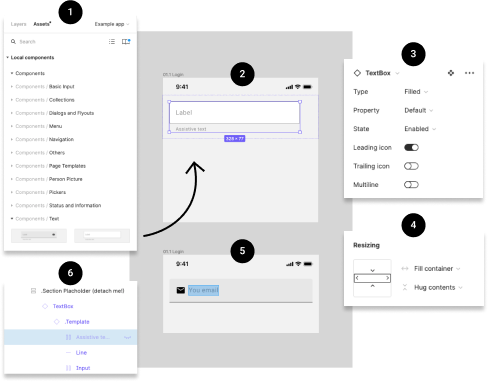 1
Layers Assets Example app
Search
Local components
Components
Components / Basic Input
Components / Collections
Components / Dialogs and Flyouts
Components / Menu
Components / Navigation
Components / Others
Components / Page Templates
Components / Person Picture
Components / Pickers
Components / Status and Information
Components / Text
2
01.1 Login
9:41
Label
Assistive text
328 × 77
3
TextBox
Type Filled
Property Default
State Enabled
Leading icon
Trailing icon
Multiline
4
Resizing
Fill container
Hug contents
5
01.1 Login
9:41
You email
6
.Section Placholder (detach me!)
TextBox
.Template
Assistive te...
Line
Input